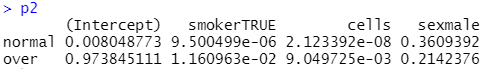 > p2
(Intercept) smokerTRUE cells sexmale
normal 0.008048773 9.500499e-06 2.123392e-08 0.3609392
over 0.973845111 1.160963e-02 9.049725e-03 0.2142376